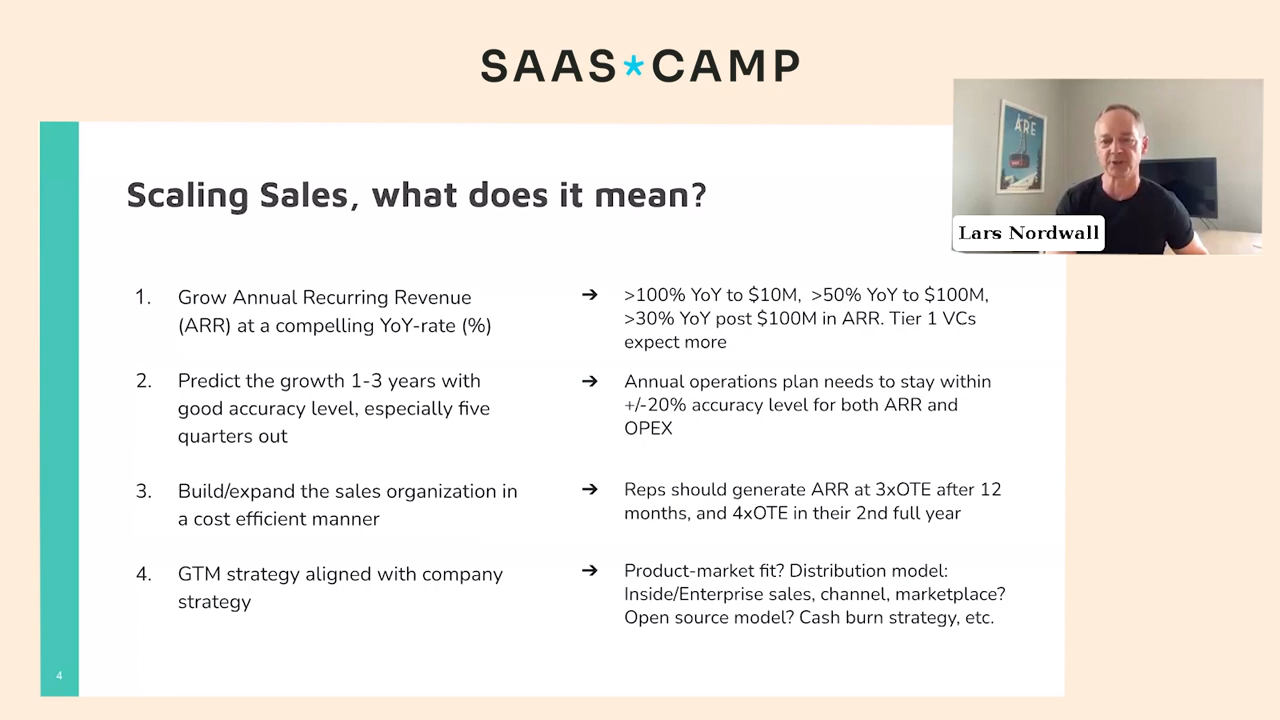 SAAS*CAMP
ÅRE
Lars Nordwall
Scaling Sales, what does it mean?
1. Grow Annual Recurring Revenue
(ARR) at a compelling YoY-rate (%)
➔ >100% YoY to $10M, >50% YoY to $100M,
>30% YoY post $100M in ARR. Tier 1 VCs
expect more
2. Predict the growth 1-3 years with
good accuracy level, especially five
quarters out
➔ Annual operations plan needs to stay within
+/-20% accuracy level for both ARR and
OPEX
3. Build/expand the sales organization in
a cost efficient manner
➔ Reps should generate ARR at 3xOTE after 12
months, and 4xOTE in their 2nd full year
4. GTM strategy aligned with company
strategy
➔ Product-market fit? Distribution model:
Inside/Enterprise sales, channel, marketplace?
Open source model? Cash burn strategy, etc.
4